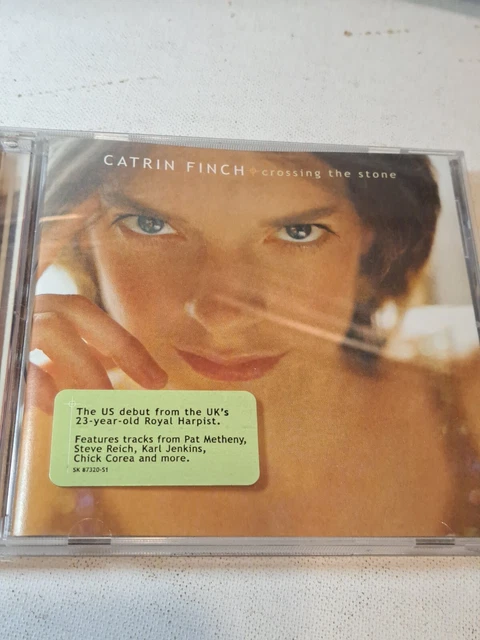 CATRIN FINCH + crossing the stone
The US debut from the UK's
23-year-old Royal Harpist.
Features tracks from Pat Metheny,
Steve Reich, Karl Jenkins,
Chick Corea and more.
SK 87320-S1